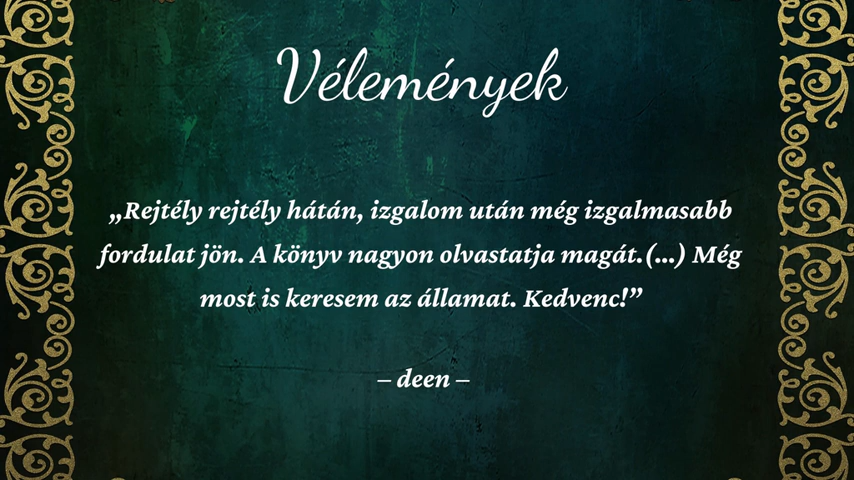 Vélemények
„Rejtély rejtély hátán, izgalom után még izgalmasabb
fordulat jön. A könyv nagyon olvastatja magát.(...) Még
most is keresem az államat. Kedvenc!”
– deen –